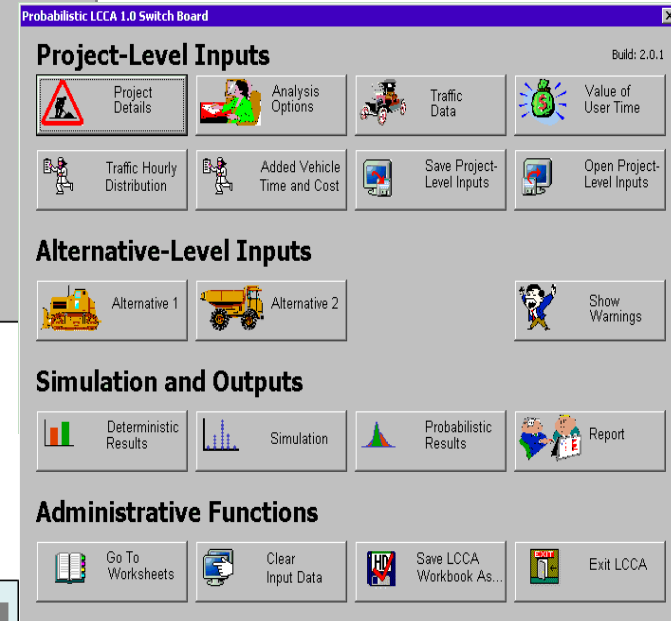 Probabilistic LCCA 1.0 Switch Board
Project-Level Inputs
Build: 2.0.1
Project
Details
Analysis
Options
Traffic
Data
Value of
User Time
Traffic Hourly
Distribution
Added Vehicle
Time and Cost
Save Project-
Level Inputs
Open Project-
Level Inputs
Alternative-Level Inputs
Alternative 1
Alternative 2
Show
Warnings
Simulation and Outputs
Deterministic
Results
Simulation
Probabilistic
Results
Report
Administrative Functions
Go To
Worksheets
Clear
Input Data
Save LCCA
Workbook As...
EXIT
Exit LCCA